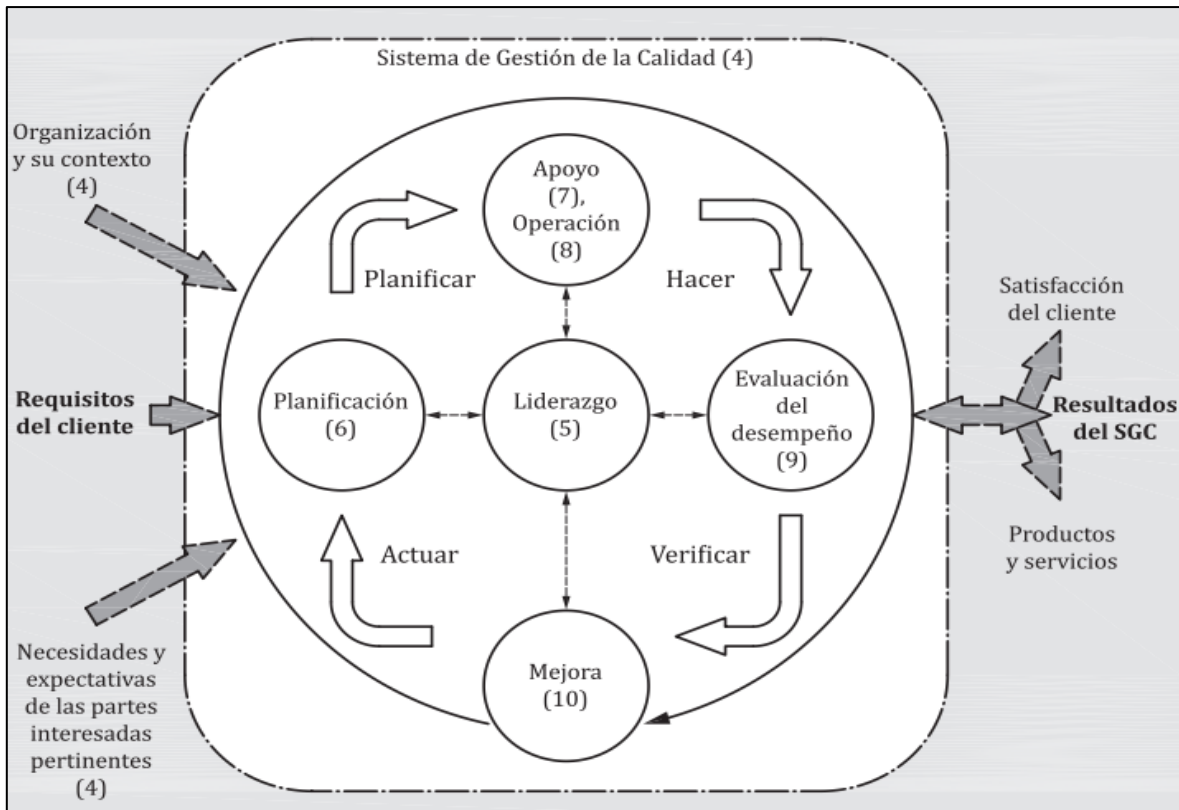 Sistema de Gestión de la Calidad (4)
Organización
y su contexto
(4)
Apoyo
(7),
Operación
(8)
Planificar
Hacer
Satisfacción
del cliente
Requisitos
del cliente
Planificación
(6)
Liderazgo
(5)
Evaluación
del
desempeño
(9)
Resultados
del SGC
Actuar
Verificar
Productos
y servicios
Necesidades y
expectativas
de las partes
interesadas
pertinentes
(4)
Mejora
(10)